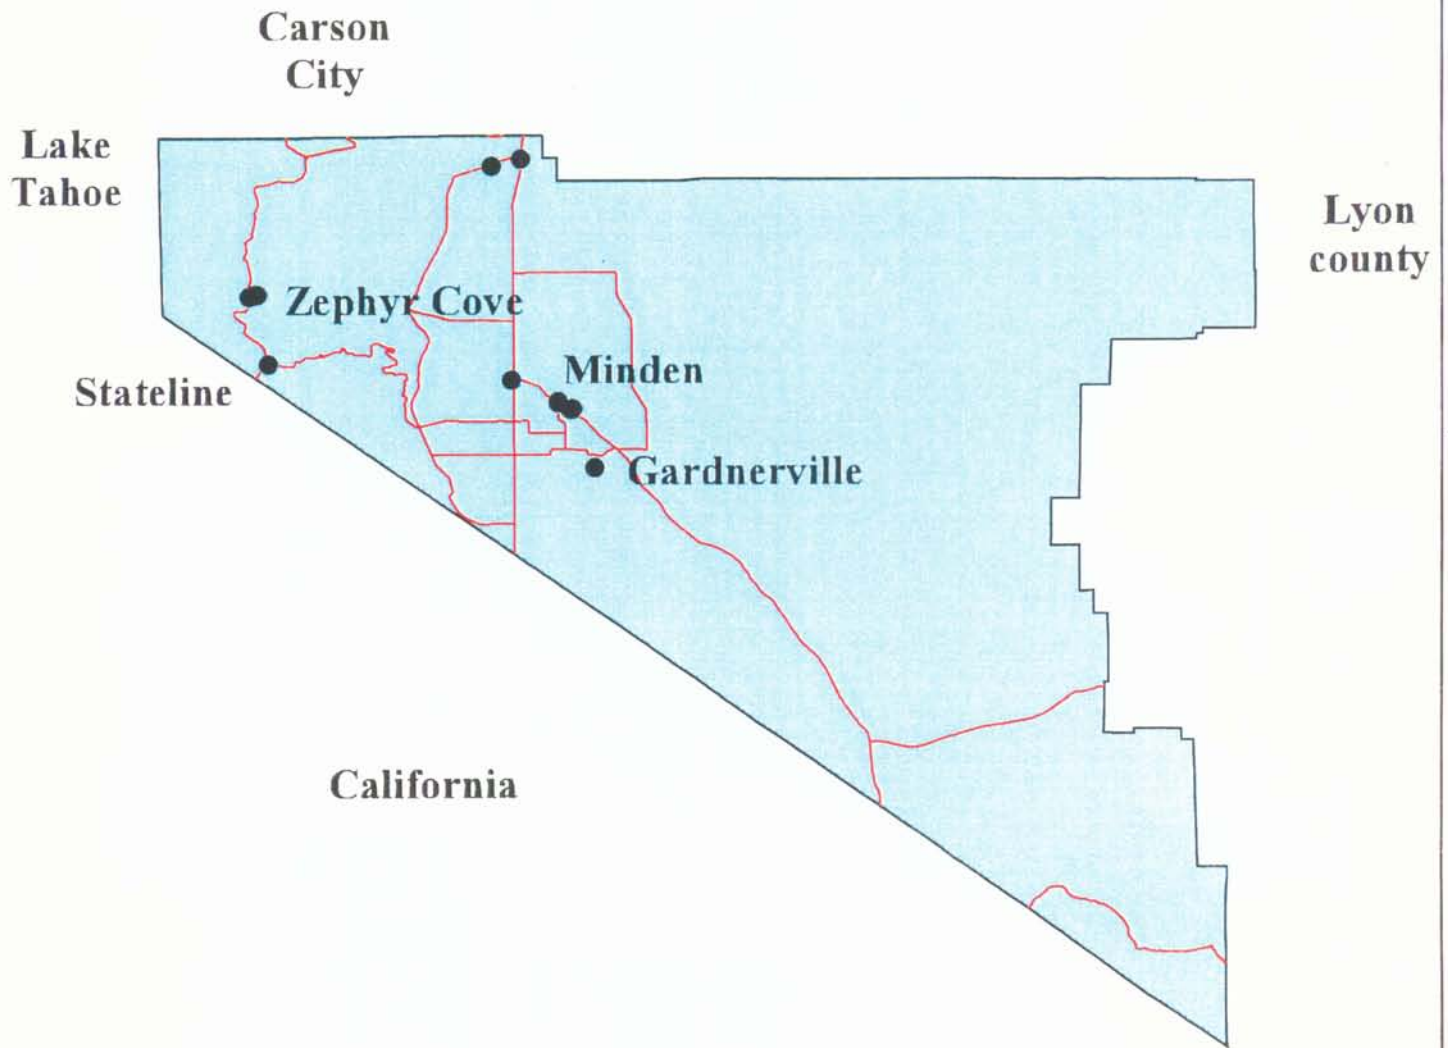 Carson
City
Lake
Tahoe
Lyon
county
Zephyr Cove
Minden
Stateline
Gardnerville
California